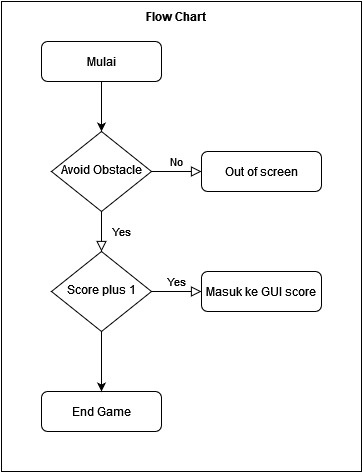 Flow Chart
Mulai
Avoid Obstacle
No
Out of screen
Yes
Score plus 1
Yes
Masuk ke GUI score
End Game